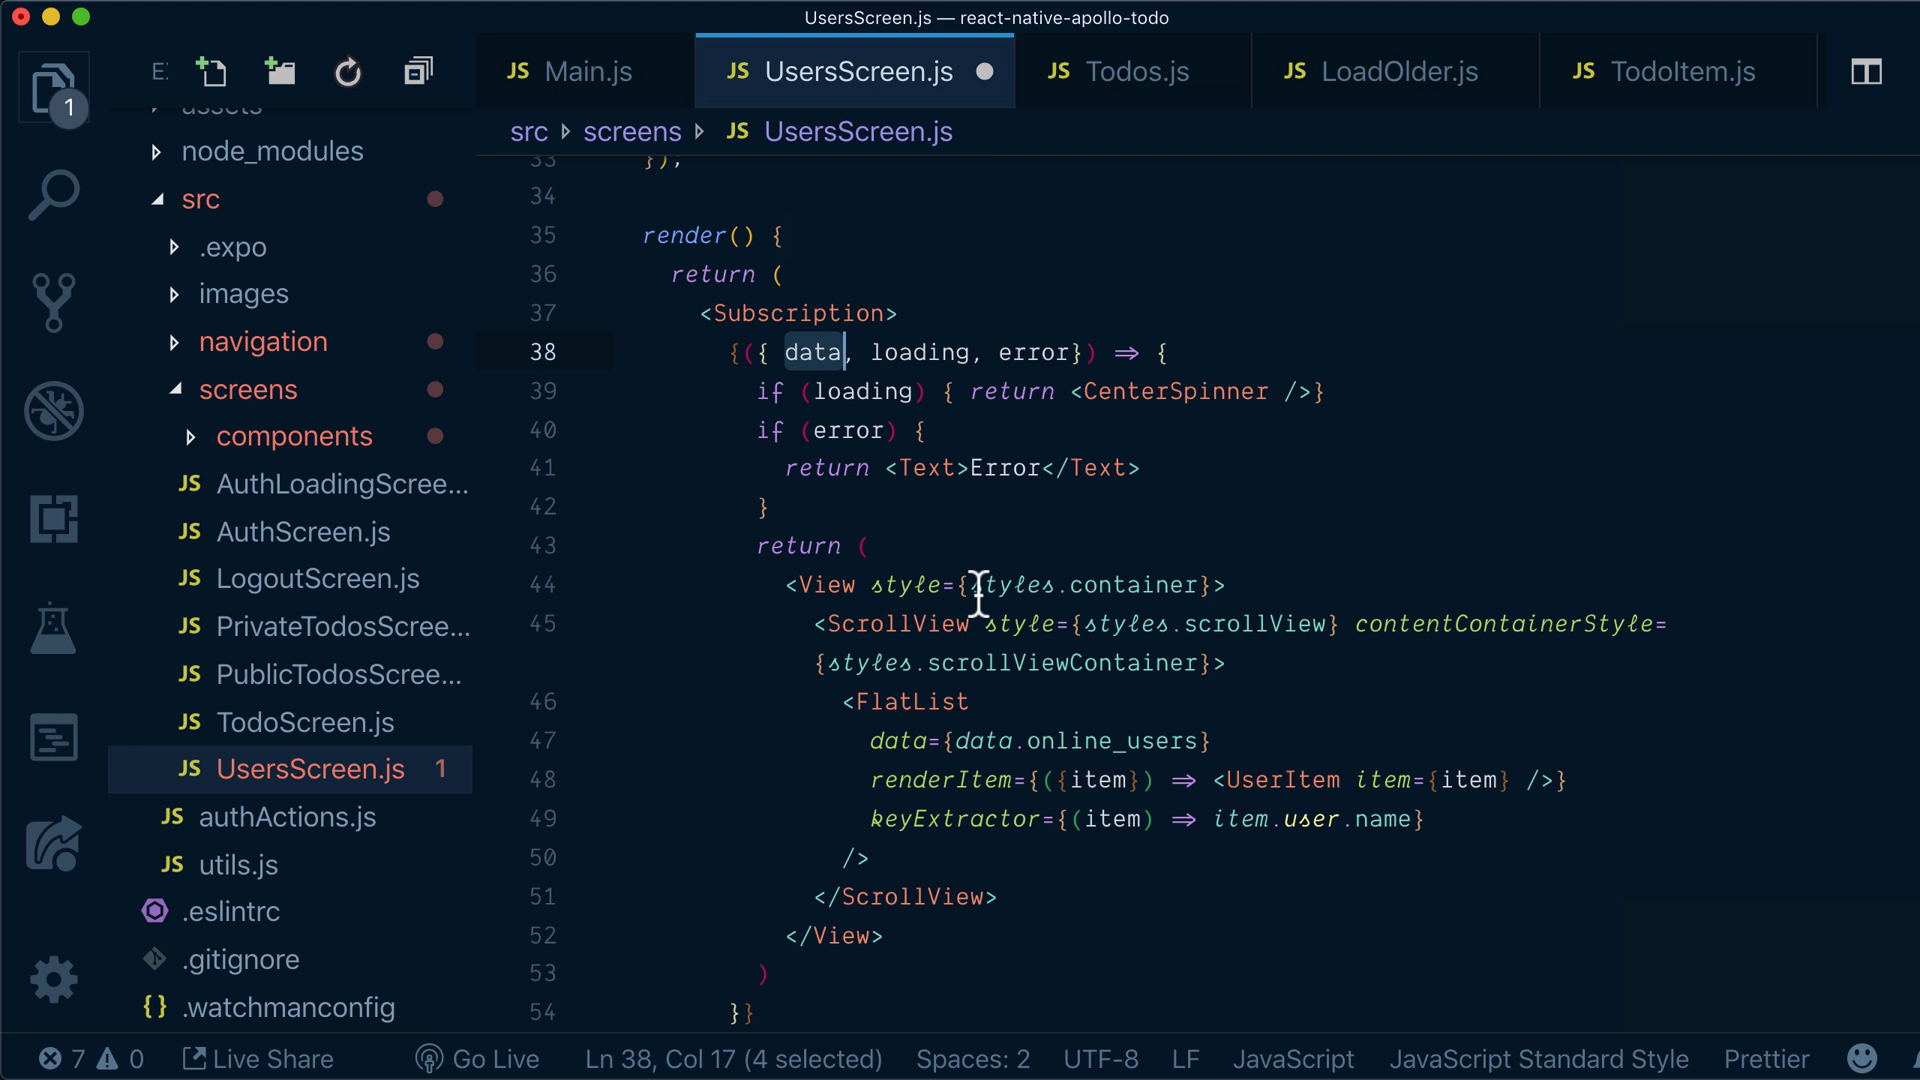 UsersScreen.js — react-native-apollo-todo
E:
JS Main.js
JS UsersScreen.js
JS Todos.js
JS LoadOlder.js
JS TodoItem.js
1
src
screens
JS UsersScreen.js
assets
node_modules
src
.expo
images
navigation
screens
components
JS AuthLoadingScree...
JS AuthScreen.js
JS LogoutScreen.js
JS PrivateTodosScree...
JS PublicTodosScree...
JS TodoScreen.js
JS UsersScreen.js 1
JS authActions.js
JS utils.js
.eslintrc
.gitignore
{} .watchmanconfig
33 });
34
35 render() {
36 return (
37 <Subscription>
38 {({ data, loading, error}) => {
39 if (loading) { return <CenterSpinner />}
40 if (error) {
41 return <Text>Error</Text>
42 }
43 return (
44 <View style={styles.container}>
45 <ScrollView style={styles.scrollView} contentContainerStyle=
{styles.scrollViewContainer}>
46 <FlatList
47 data={data.online_users}
48 renderItem={({item}) => <UserItem item={item} />}
49 keyExtractor={(item) => item.user.name}
50 />
51 </ScrollView>
52 </View>
53 )
54 }}
7 0 Live Share Go Live Ln 38, Col 17 (4 selected) Spaces: 2 UTF-8 LF JavaScript JavaScript Standard Style Prettier